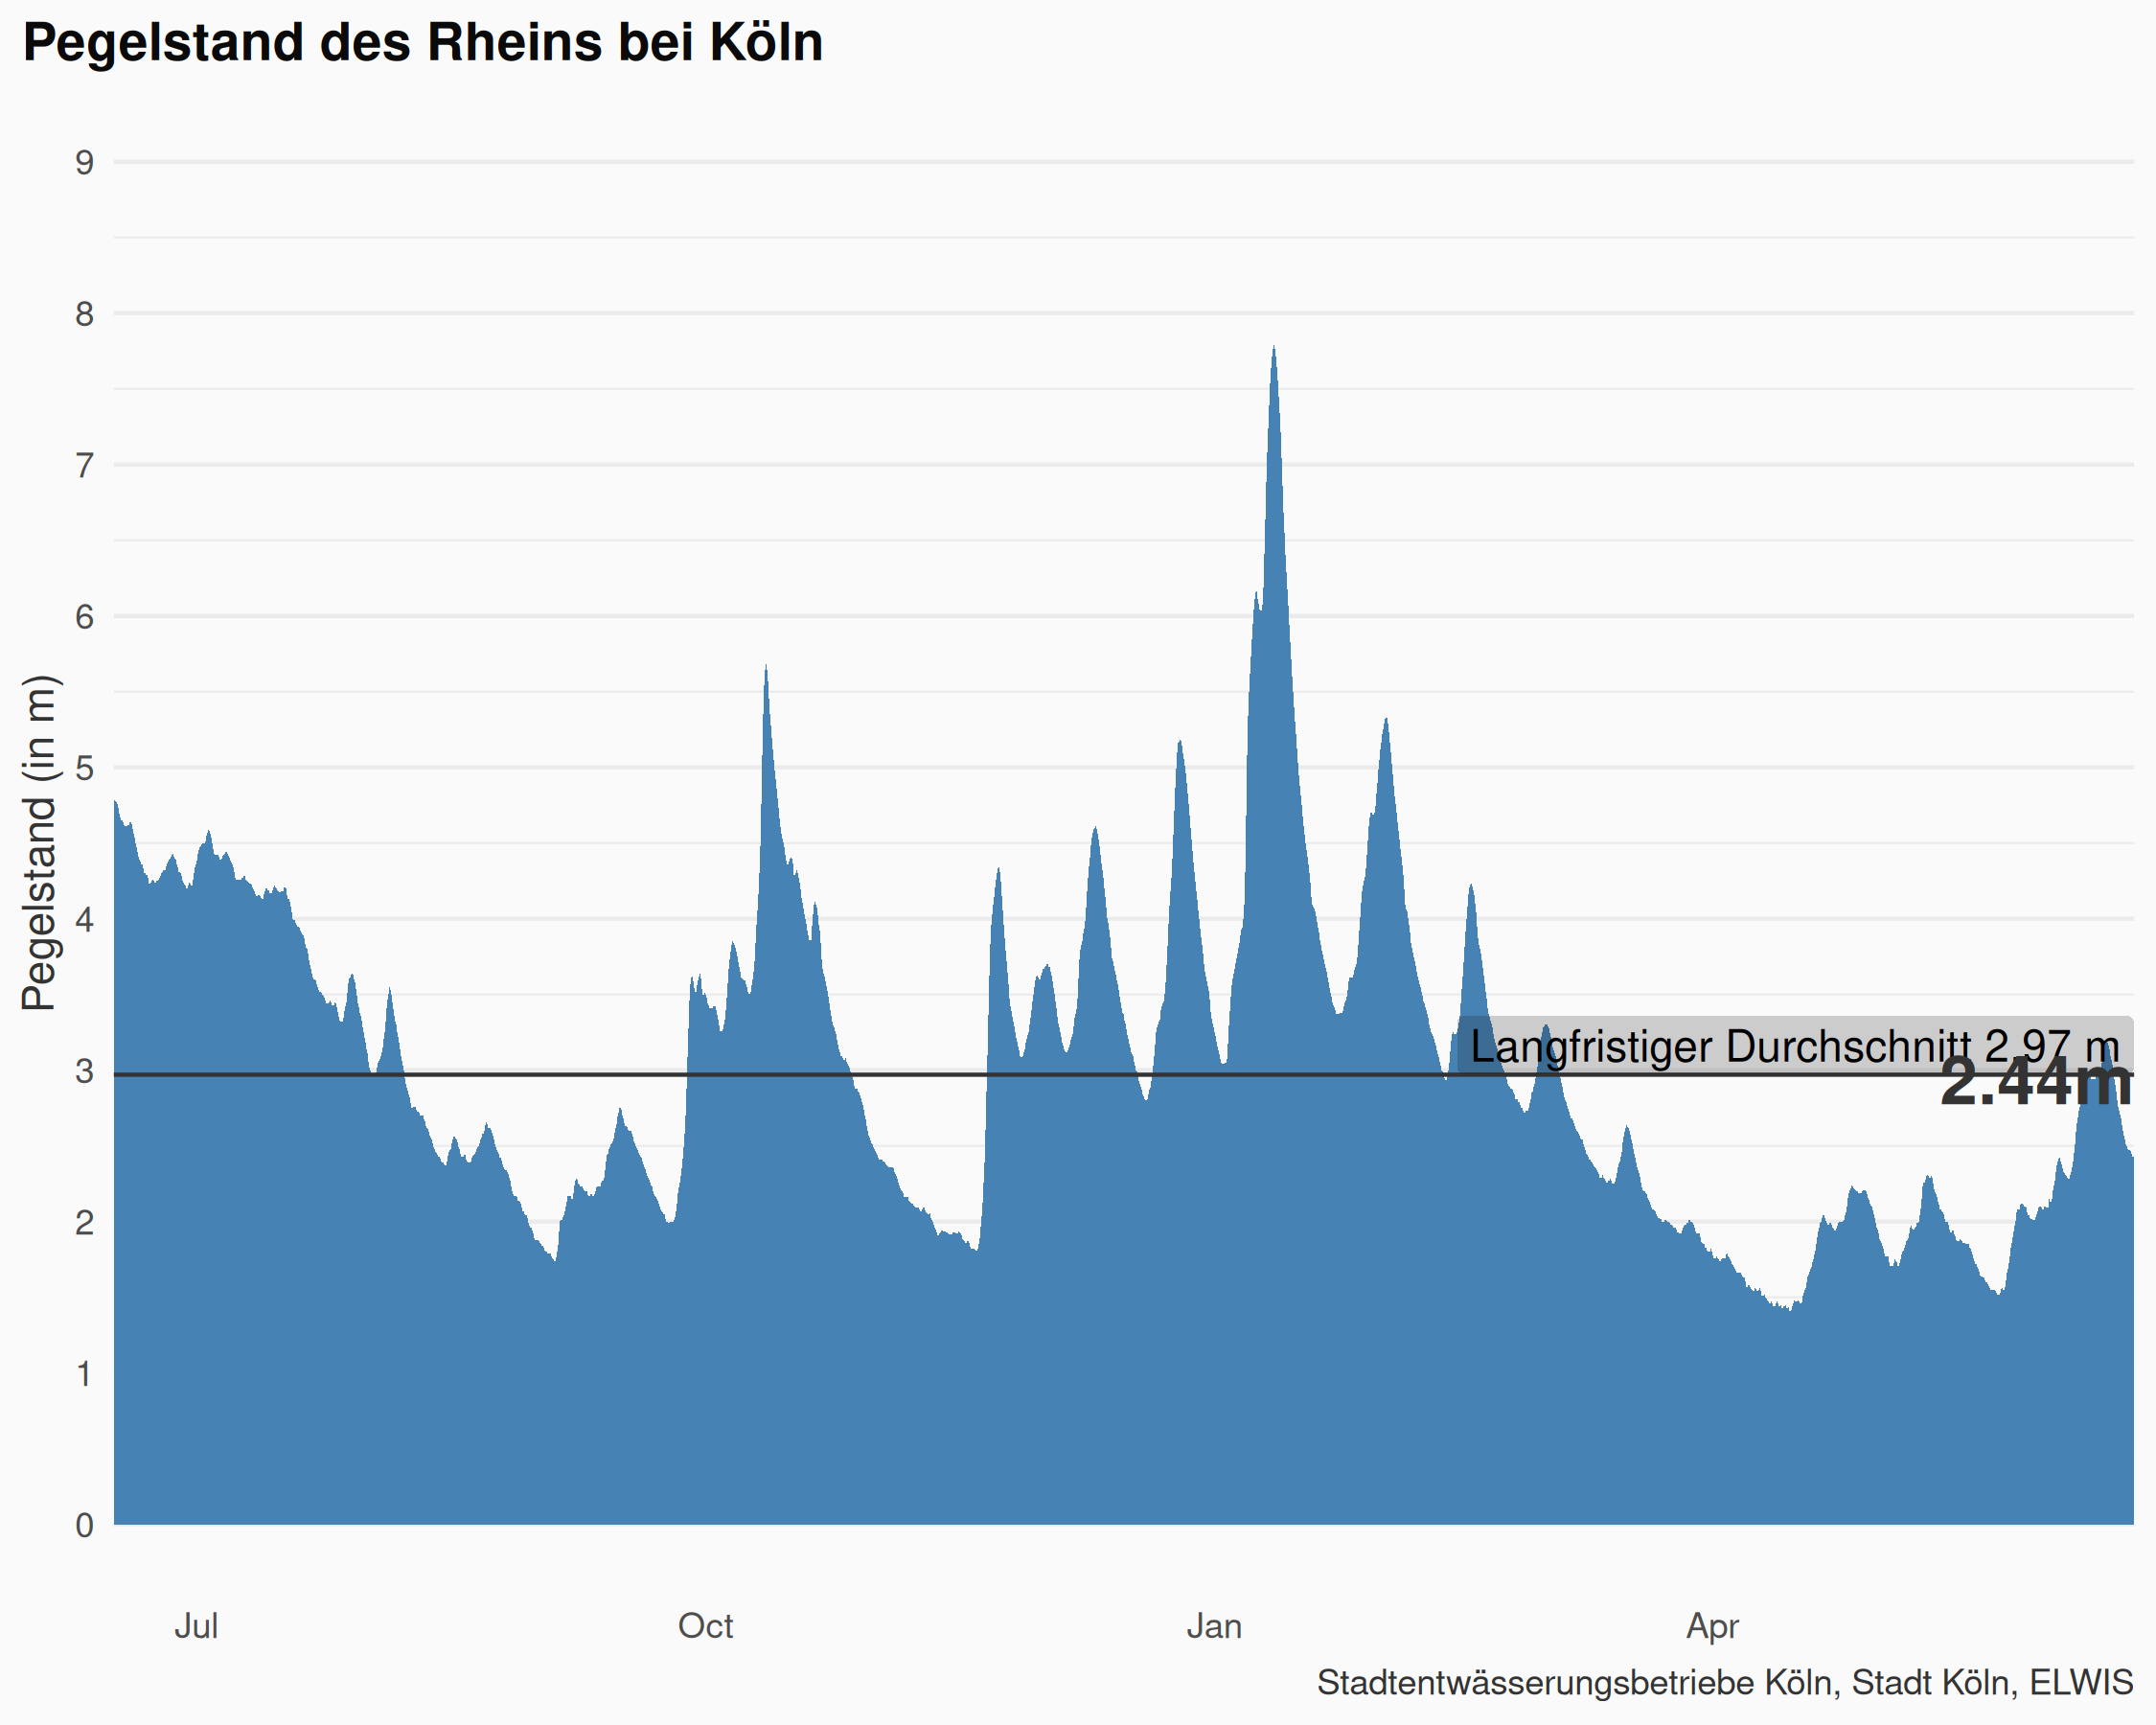 Pegelstand des Rheins bei Köln
Pegelstand (in m)
9
8
7
6
5
4
3
2
1
0
Langfristiger Durchschnitt 2.97 m
2.44m
Jul
Oct
Jan
Apr
Stadtentwässerungsbetriebe Köln, Stadt Köln, ELWIS